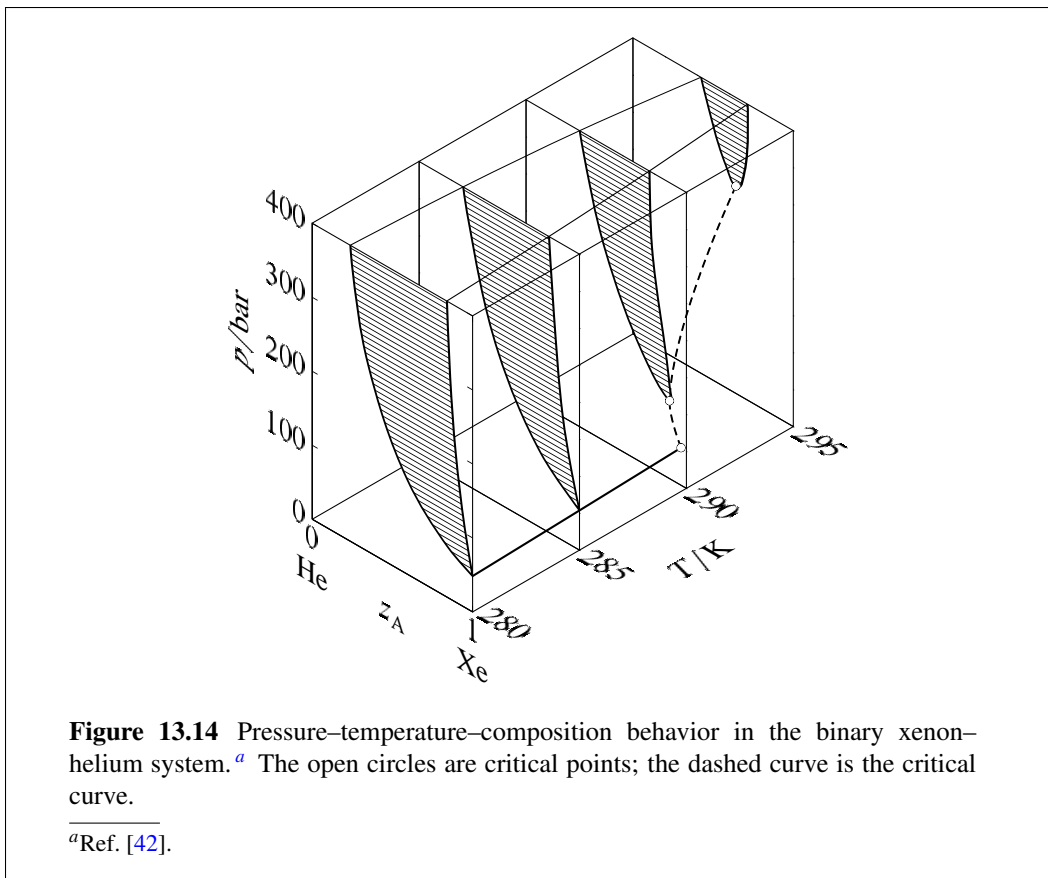 400
300
200
100
0
p/bar
0
He
z_A
1
Xe
280
285
290
295
T/K
Figure 13.14 Pressure–temperature–composition behavior in the binary xenon–
helium system. a The open circles are critical points; the dashed curve is the critical
curve.
aRef. [42].